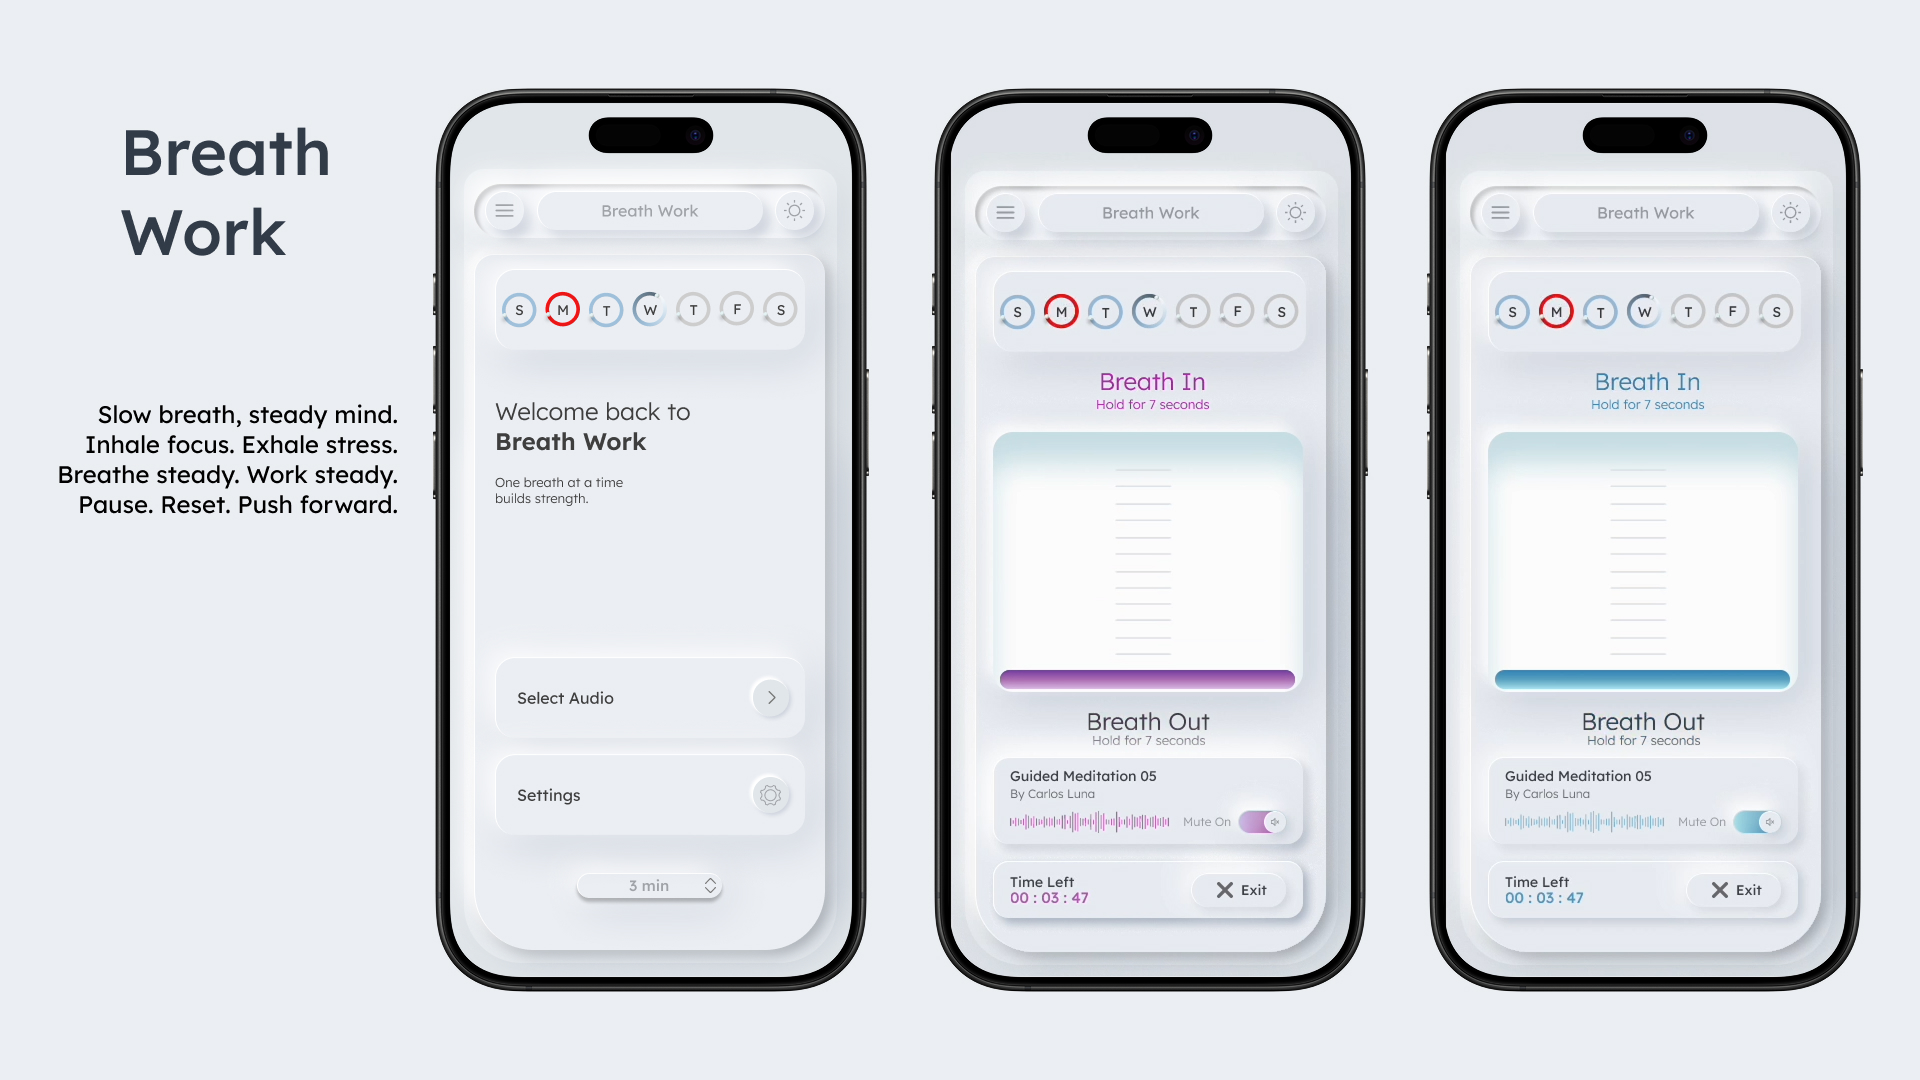 Breath
Work
Slow breath, steady mind.
Inhale focus. Exhale stress.
Breathe steady. Work steady.
Pause. Reset. Push forward.
Breath Work
S M T W T F S
Welcome back to
Breath Work
One breath at a time
builds strength.
Select Audio
Settings
3 min
Breath Work
S M T W T F S
Breath In
Hold for 7 seconds
Breath Out
Hold for 7 seconds
Guided Meditation 05
By Carlos Luna
Mute On
Time Left
00 : 03 : 47
Exit
Breath Work
S M T W T F S
Breath In
Hold for 7 seconds
Breath Out
Hold for 7 seconds
Guided Meditation 05
By Carlos Luna
Mute On
Time Left
00 : 03 : 47
Exit